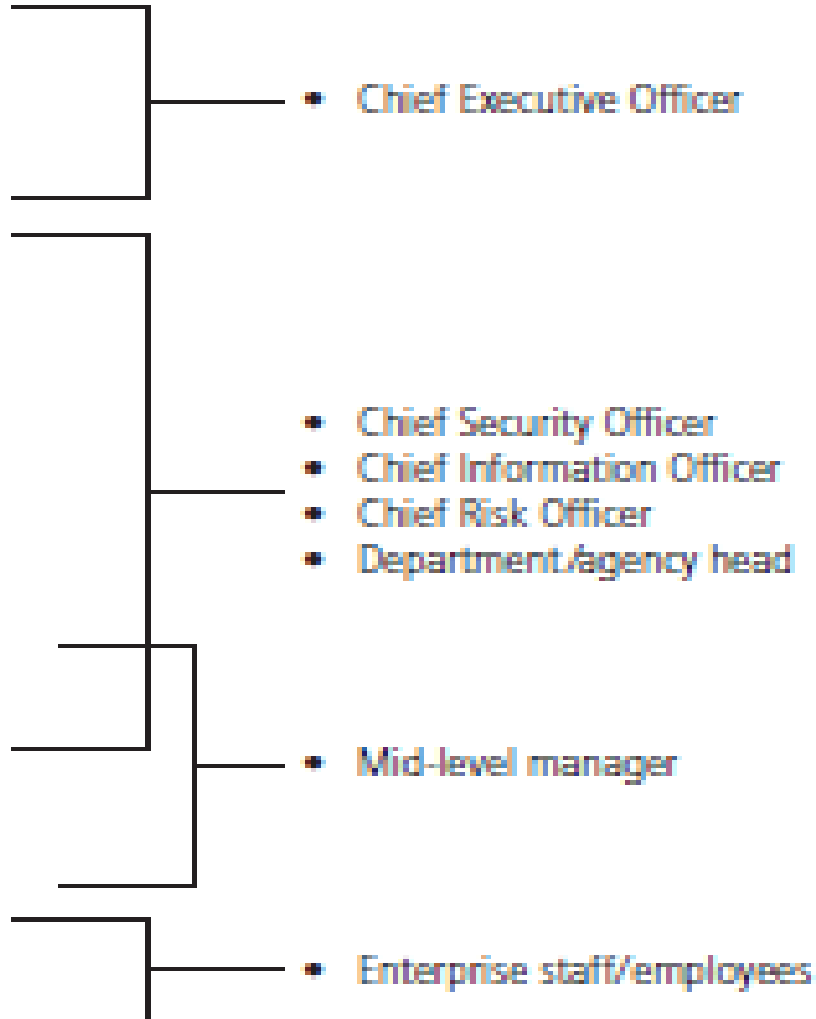 • Chief Executive Officer
• Chief Security Officer
• Chief Information Officer
• Chief Risk Officer
• Department/agency head
• Mid-level manager
• Enterprise staff/employees